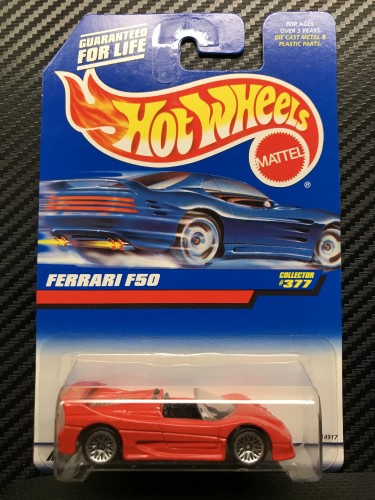 GUARANTEED
FOR LIFE
FOR AGES
OVER 3 YEARS.
DIE CAST METAL &
PLASTIC PARTS.
HOT WHEELS
MATTEL
®
FERRARI F50
COLLECTOR
#377
14917